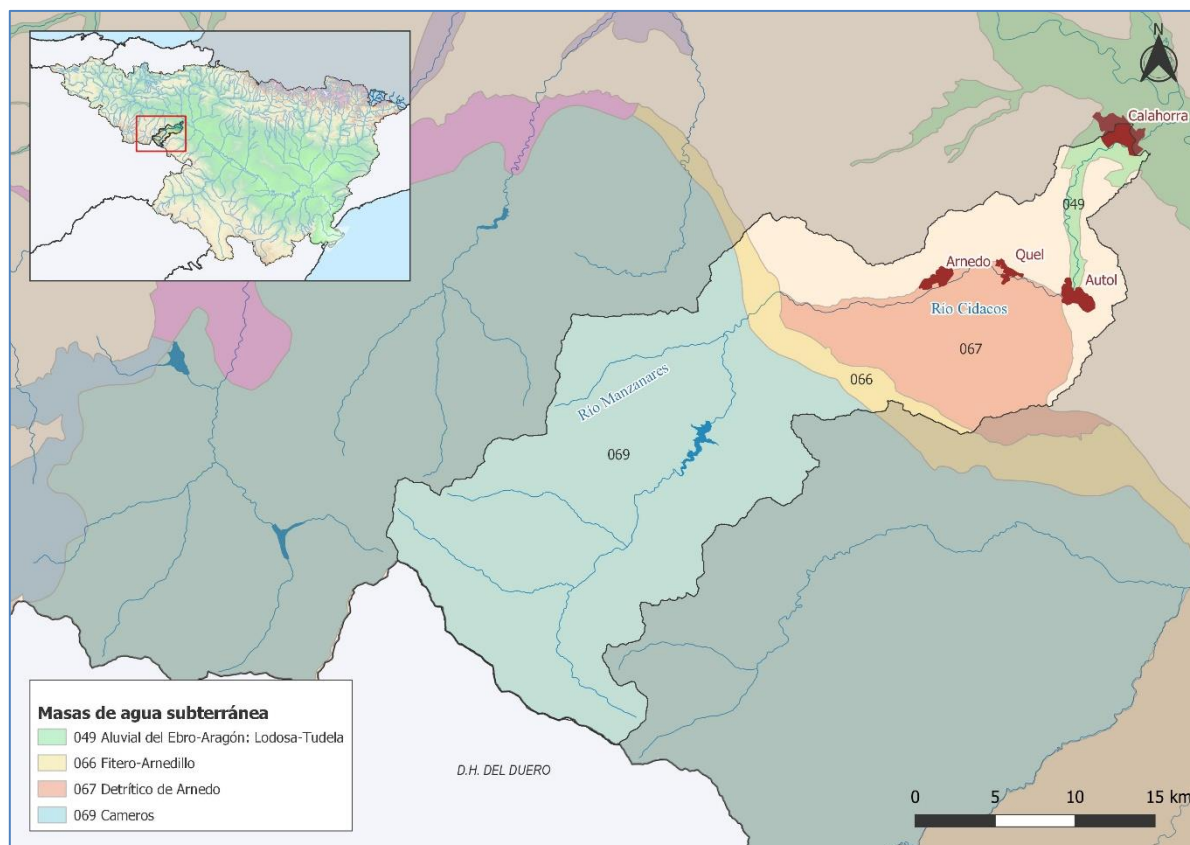 N
Calahorra
049
Arnedo
Quel
Autol
Río Cidacos
067
066
Río Manzanares
069
D.H. DEL DUERO
Masas de agua subterránea
049 Aluvial del Ebro-Aragón: Lodosa-Tudela
066 Fitero-Arnedillo
067 Detrítico de Arnedo
069 Cameros
0 5 10 15 km